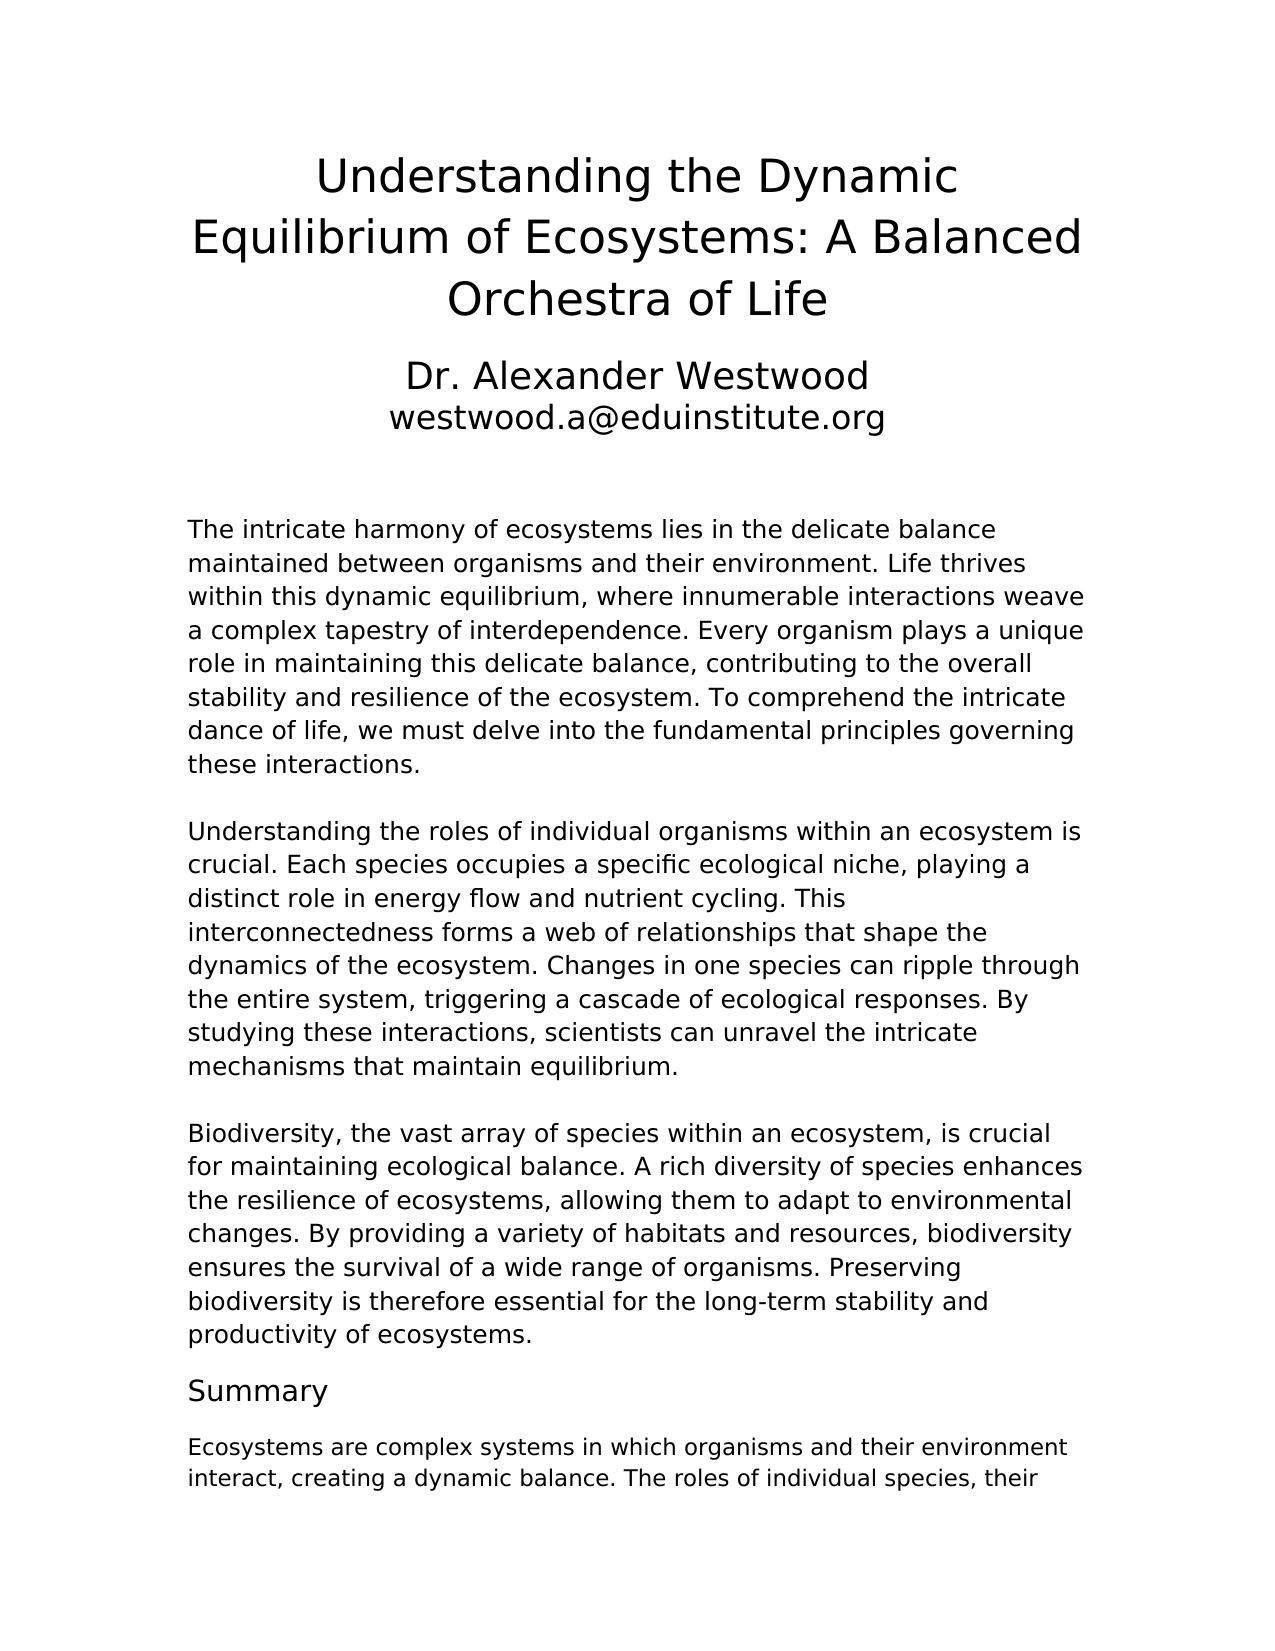 Understanding the Dynamic
Equilibrium of Ecosystems: A Balanced
Orchestra of Life
Dr. Alexander Westwood
westwood.a@eduinstitute.org
The intricate harmony of ecosystems lies in the delicate balance
maintained between organisms and their environment. Life thrives
within this dynamic equilibrium, where innumerable interactions weave
a complex tapestry of interdependence. Every organism plays a unique
role in maintaining this delicate balance, contributing to the overall
stability and resilience of the ecosystem. To comprehend the intricate
dance of life, we must delve into the fundamental principles governing
these interactions.
Understanding the roles of individual organisms within an ecosystem is
crucial. Each species occupies a specific ecological niche, playing a
distinct role in energy flow and nutrient cycling. This
interconnectedness forms a web of relationships that shape the
dynamics of the ecosystem. Changes in one species can ripple through
the entire system, triggering a cascade of ecological responses. By
studying these interactions, scientists can unravel the intricate
mechanisms that maintain equilibrium.
Biodiversity, the vast array of species within an ecosystem, is crucial
for maintaining ecological balance. A rich diversity of species enhances
the resilience of ecosystems, allowing them to adapt to environmental
changes. By providing a variety of habitats and resources, biodiversity
ensures the survival of a wide range of organisms. Preserving
biodiversity is therefore essential for the long-term stability and
productivity of ecosystems.
Summary
Ecosystems are complex systems in which organisms and their environment
interact, creating a dynamic balance. The roles of individual species, their